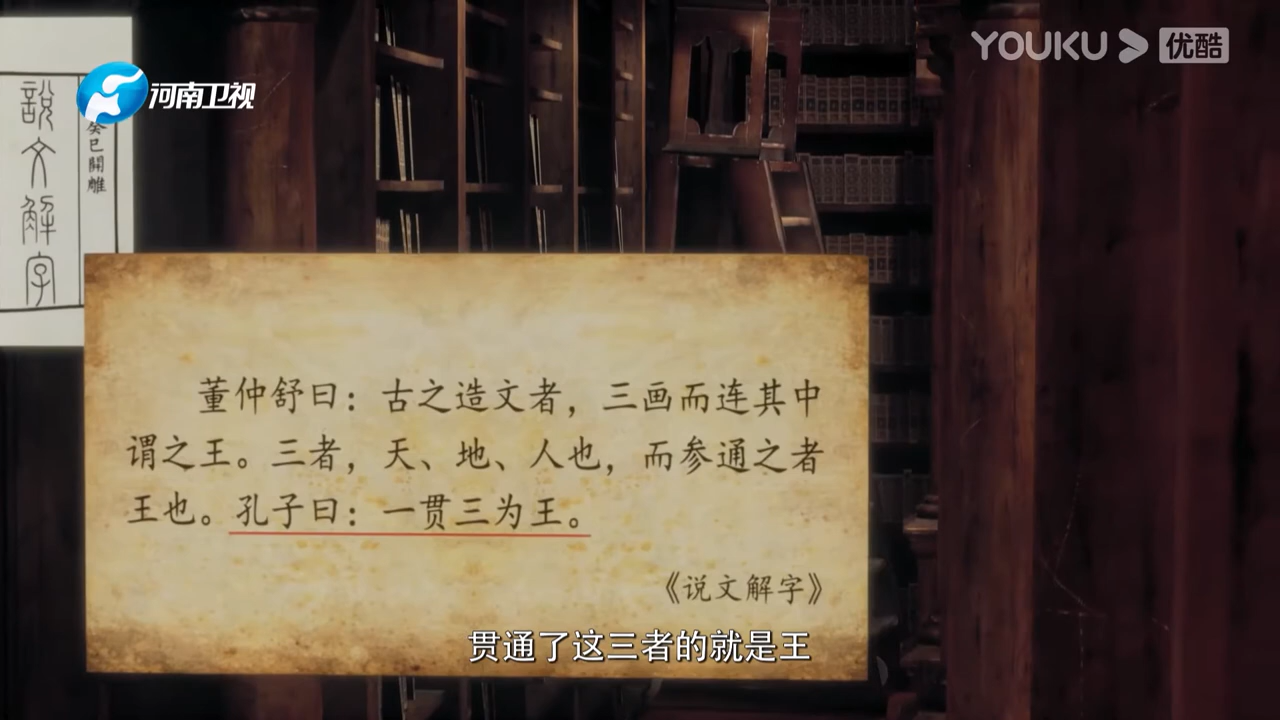 YOUKU 优酷
河南卫视
説文解字
癸巳開雕
董仲舒曰：古之造文者，三画而连其中
谓之王。三者，天、地、人也，而参通之者
王也。孔子曰：一贯三为王。
《说文解字》
贯通了这三者的就是王